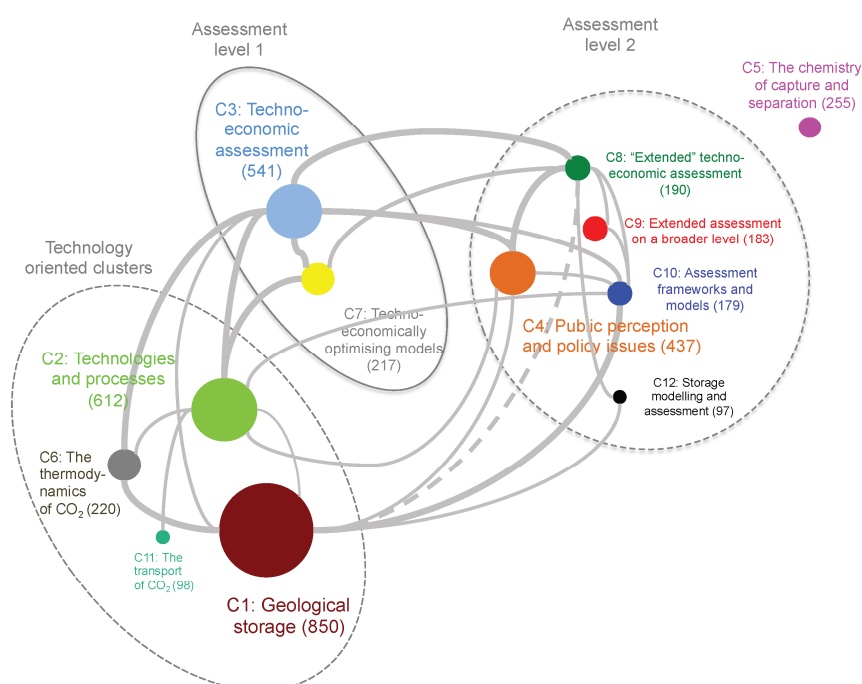 Assessment
level 1
Assessment
level 2
C5: The chemistry
of capture and
separation (255)
C3: Techno-
economic
assessment
(541)
C8: “Extended” techno-
economic assessment
(190)
C9: Extended assessment
on a broader level (183)
Technology
oriented clusters
C10: Assessment
frameworks and
models (179)
C7: Techno-
economically
optimising models
(217)
C4: Public perception
and policy issues (437)
C2: Technologies
and processes
(612)
C12: Storage
modelling and
assessment (97)
C6: The
thermody-
namics
of CO₂ (220)
C11: The
transport
of CO₂ (98)
C1: Geological
storage (850)